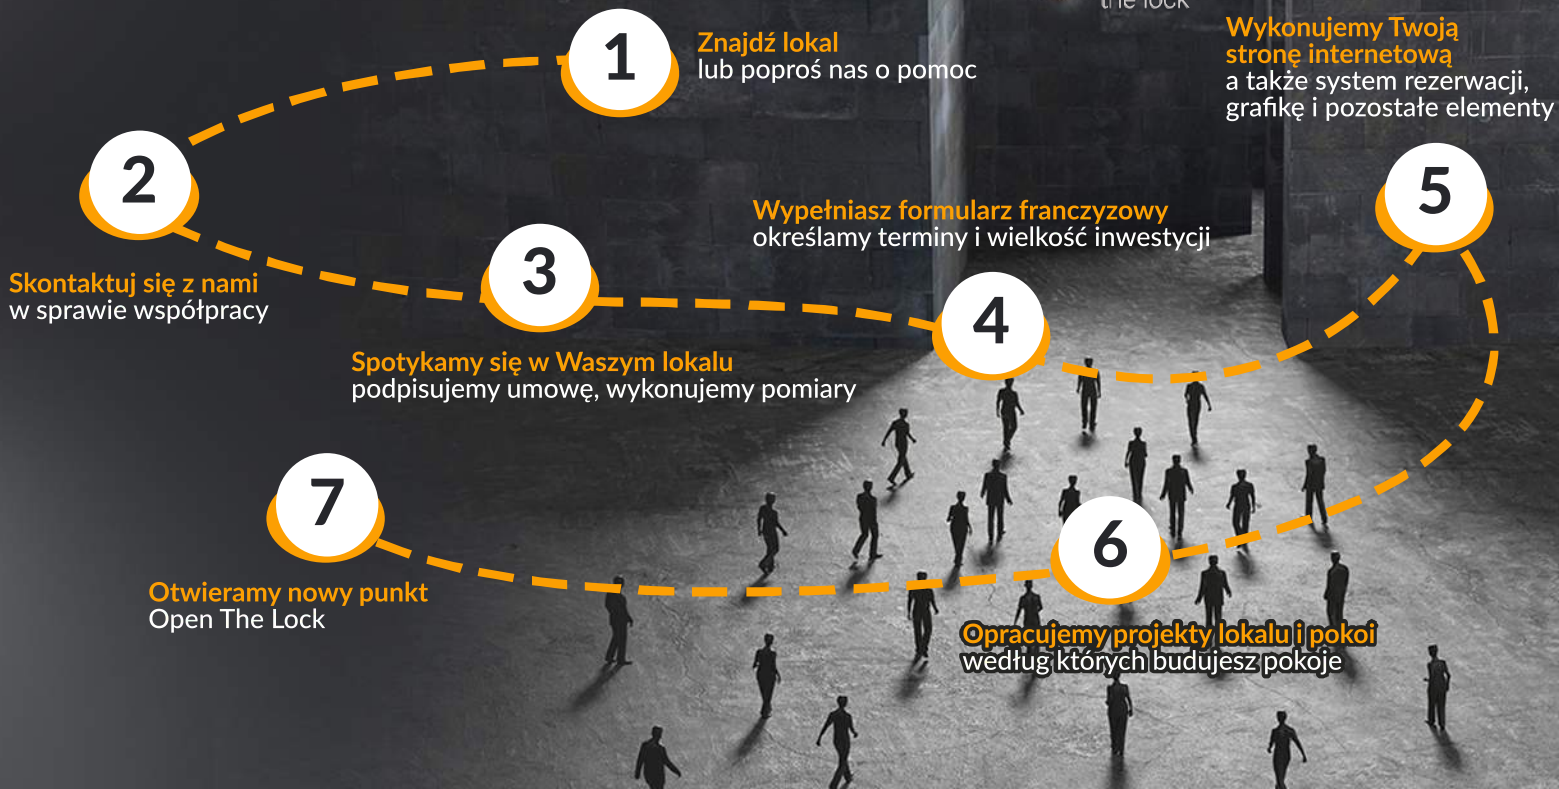 the lock
1
Znajdź lokal
lub poproś nas o pomoc
2
Skontaktuj się z nami
w sprawie współpracy
3
Spotykamy się w Waszym lokalu
podpisujemy umowę, wykonujemy pomiary
4
Wypełniasz formularz franczyzowy
określamy terminy i wielkość inwestycji
5
Wykonujemy Twoją
stronę internetową
a także system rezerwacji,
grafikę i pozostałe elementy
6
Opracujemy projekty lokalu i pokoi
według których budujesz pokoje
7
Otwieramy nowy punkt
Open The Lock